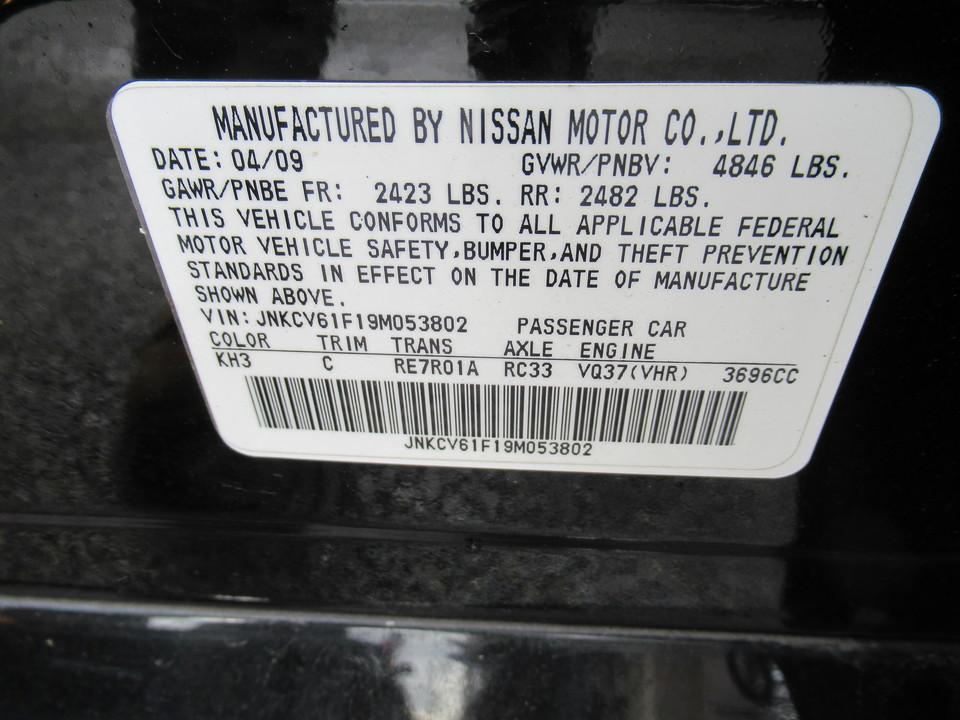 MANUFACTURED BY NISSAN MOTOR CO.,LTD.
DATE: 04/09 GVWR/PNBV: 4846 LBS.
GAWR/PNBE FR: 2423 LBS. RR: 2482 LBS.
THIS VEHICLE CONFORMS TO ALL APPLICABLE FEDERAL
MOTOR VEHICLE SAFETY,BUMPER,AND THEFT PREVENTION
STANDARDS IN EFFECT ON THE DATE OF MANUFACTURE
SHOWN ABOVE.
VIN: JNKCV61F19M053802 PASSENGER CAR
COLOR TRIM TRANS AXLE ENGINE
KH3 C RE7R01A RC33 VQ37(VHR) 3696CC
JNKCV61F19M053802